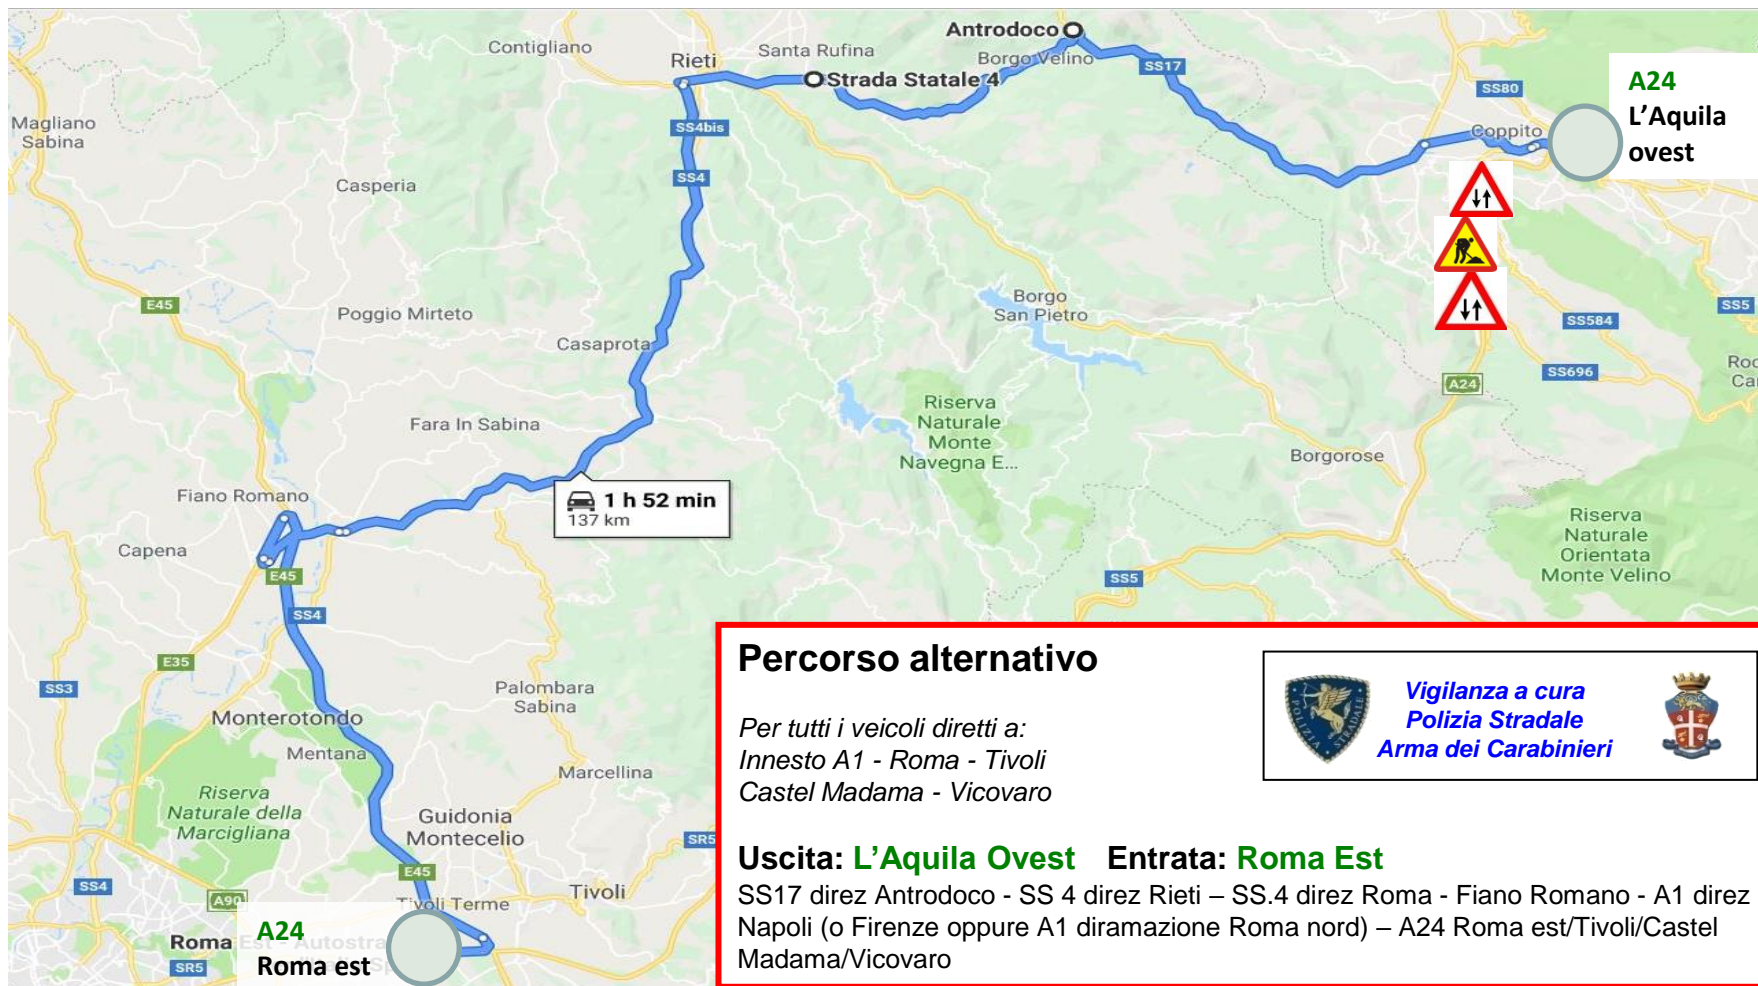 Antrodoco
Contigliano
Santa Rufina
Borgo Velino
Rieti
SS17
A24
L'Aquila
ovest
Strada Statale 4
SS80
Magliano
Sabina
SS4bis
Coppito
SS4
Casperia
E45
Poggio Mirteto
Borgo
San Pietro
SS5
SS584
Casaprota
SS696
A24
Riserva
Naturale
Monte
Navegna E...
Fara In Sabina
Borgorose
Fiano Romano
1 h 52 min
137 km
Riserva
Naturale
Orientata
Monte Velino
Capena
E45
SS5
SS4
E35
SS3
Palombara
Sabina
Monterotondo
Mentana
Marcellina
Riserva
Naturale della
Marcigliana
Guidonia
Montecelio
SR5
E45
SS4
A90
Tivoli
Tivoli Terme
A24
Roma est
SR5
Percorso alternativo
Per tutti i veicoli diretti a:
Innesto A1 - Roma - Tivoli
Castel Madama - Vicovaro
POLIZIA STRADALE
Vigilanza a cura
Polizia Stradale
Arma dei Carabinieri
Uscita: L'Aquila Ovest Entrata: Roma Est
SS17 direz Antrodoco - SS 4 direz Rieti – SS.4 direz Roma - Fiano Romano - A1 direz
Napoli (o Firenze oppure A1 diramazione Roma nord) – A24 Roma est/Tivoli/Castel
Madama/Vicovaro